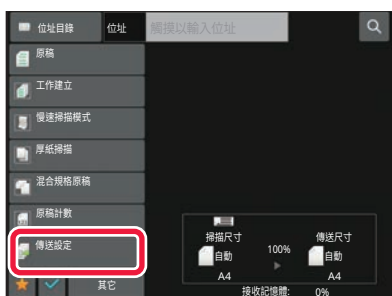 位址目錄 位址 觸摸以輸入位址
原稿
工作建立
慢速掃描模式
厚紙掃描
混合規格原稿
原稿計數
傳送設定
其它
掃描尺寸 100% 傳送尺寸
自動 自動
A4 A4
接收記憶體: 0%